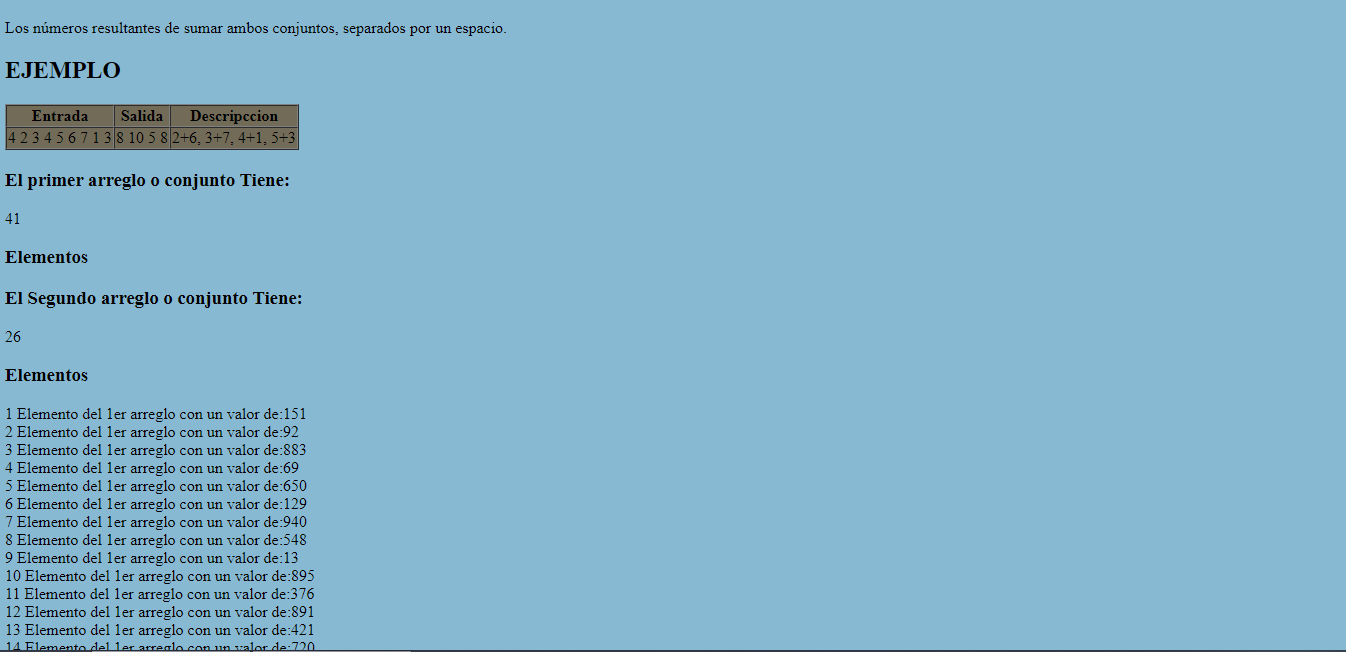 Los números resultantes de sumar ambos conjuntos, separados por un espacio.
EJEMPLO
Entrada Salida Descripccion
4 2 3 4 5 6 7 1 3 8 10 5 8 2+6, 3+7, 4+1, 5+3
El primer arreglo o conjunto Tiene:
41
Elementos
El Segundo arreglo o conjunto Tiene:
26
Elementos
1 Elemento del 1er arreglo con un valor de:151
2 Elemento del 1er arreglo con un valor de:92
3 Elemento del 1er arreglo con un valor de:883
4 Elemento del 1er arreglo con un valor de:69
5 Elemento del 1er arreglo con un valor de:650
6 Elemento del 1er arreglo con un valor de:129
7 Elemento del 1er arreglo con un valor de:940
8 Elemento del 1er arreglo con un valor de:548
9 Elemento del 1er arreglo con un valor de:13
10 Elemento del 1er arreglo con un valor de:895
11 Elemento del 1er arreglo con un valor de:376
12 Elemento del 1er arreglo con un valor de:891
13 Elemento del 1er arreglo con un valor de:421
14 Elemento del 1er arreglo con un valor de:720